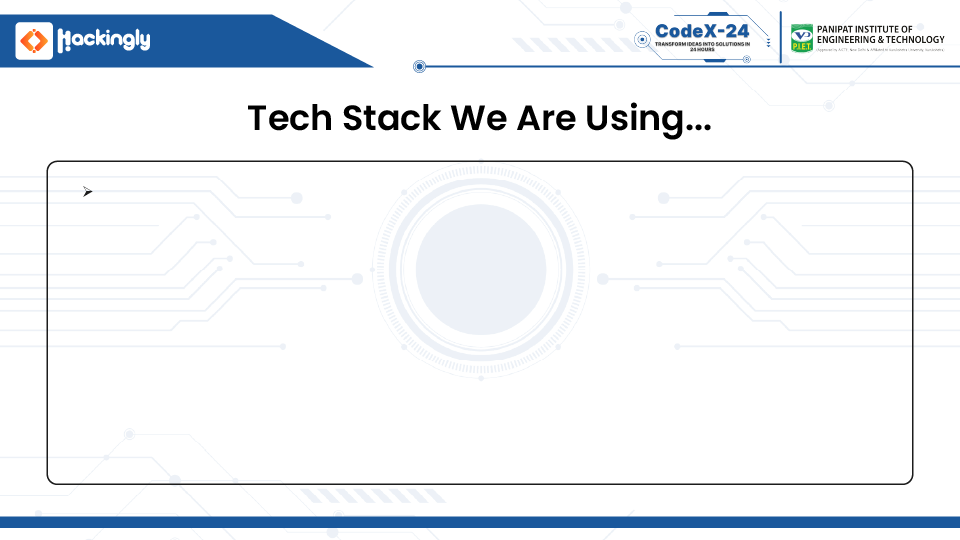 Hackingly
CodeX-24
TRANSFORM IDEAS INTO SOLUTIONS IN
24 HOURS
P.I.E.T.
PANIPAT INSTITUTE OF
ENGINEERING & TECHNOLOGY
Tech Stack We Are Using...
➢